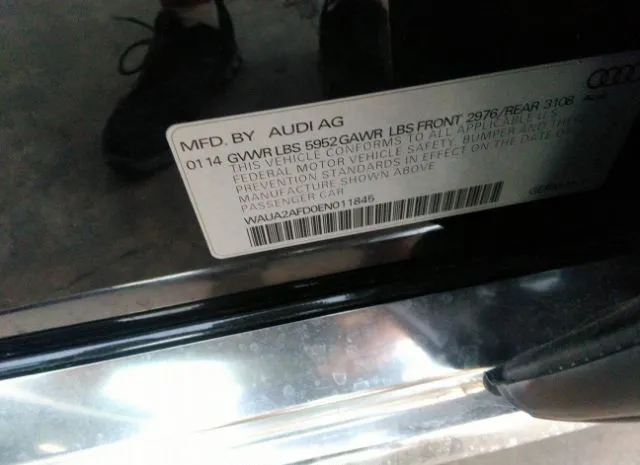 MFD. BY AUDI AG
01 14 GVWR LBS 5952 GAWR LBS FRONT 2976/REAR 3108
THIS VEHICLE CONFORMS TO ALL APPLICABLE U.S.
FEDERAL MOTOR VEHICLE SAFETY, BUMPER AND THEFT
PREVENTION STANDARDS IN EFFECT ON THE DATE OF
MANUFACTURE SHOWN ABOVE
PASSENGER CAR
WAUA2AFD0EN011845
Audi